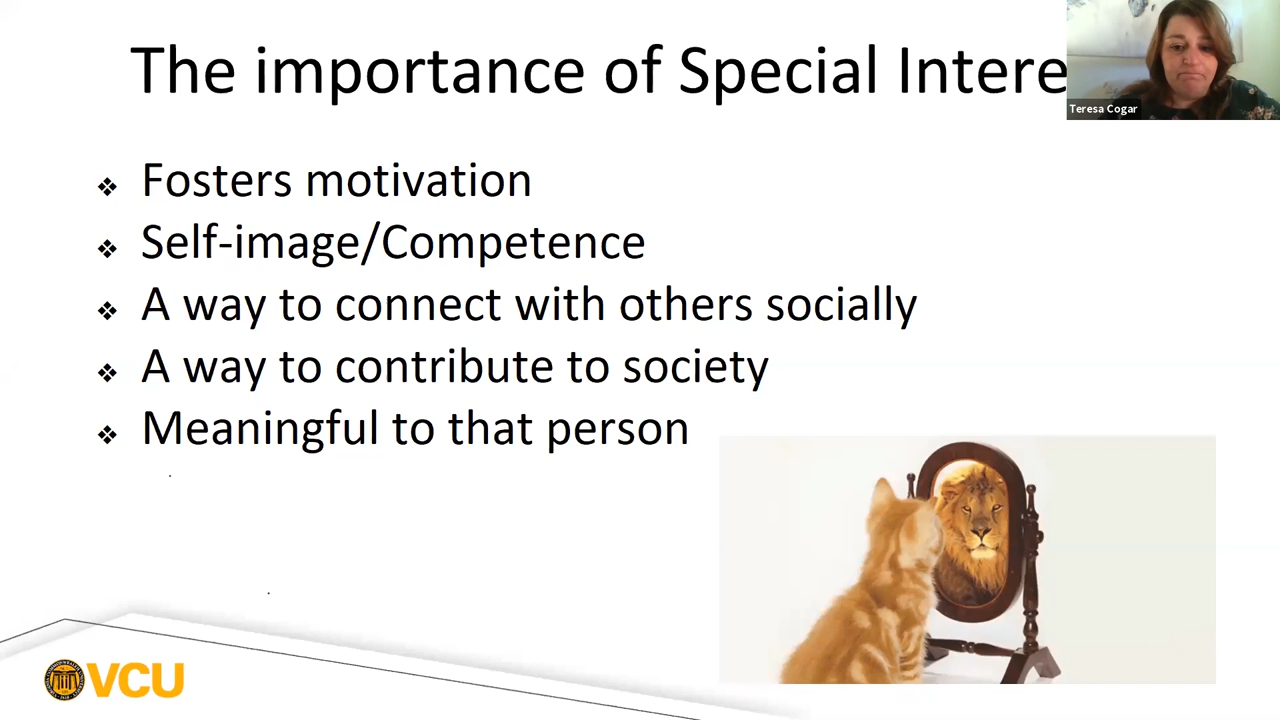 The importance of Special Intere
Teresa Cogar
❖ Fosters motivation
❖ Self-image/Competence
❖ A way to connect with others socially
❖ A way to contribute to society
❖ Meaningful to that person
VCU